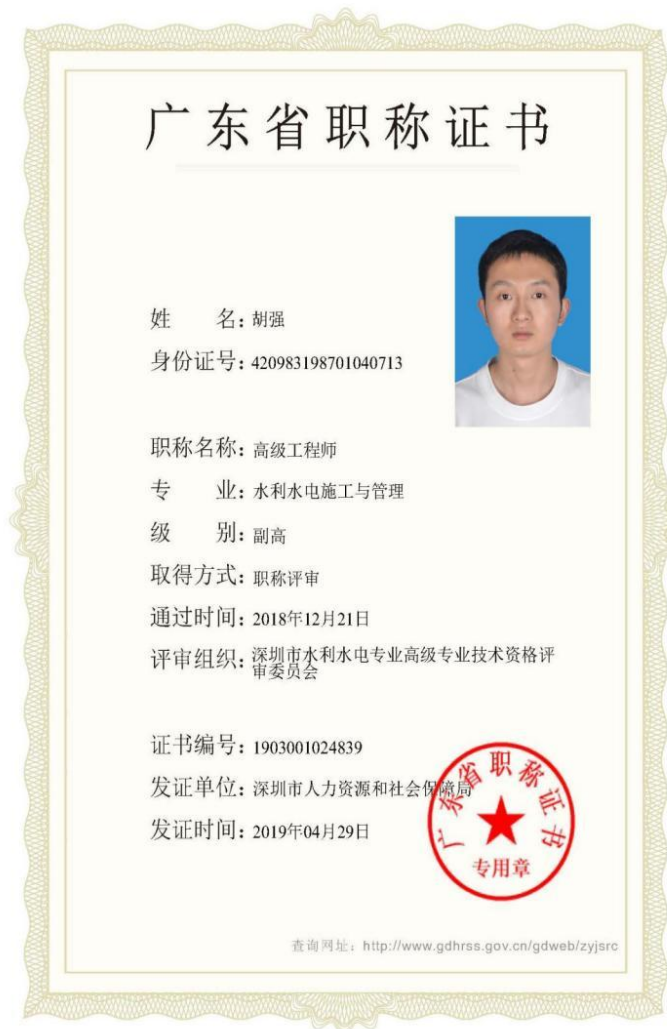 广东省职称证书
姓　　名：胡强
身份证号：420983198701040713
职称名称：高级工程师
专　　业：水利水电施工与管理
级　　别：副高
取得方式：职称评审
通过时间：2018年12月21日
评审组织：深圳市水利水电专业高级专业技术资格评
审委员会
证书编号：1903001024839
发证单位：深圳市人力资源和社会保障局
发证时间：2019年04月29日
广东省职称证书
专用章
查询网址：http://www.gdhrss.gov.cn/gdweb/zyjsrc